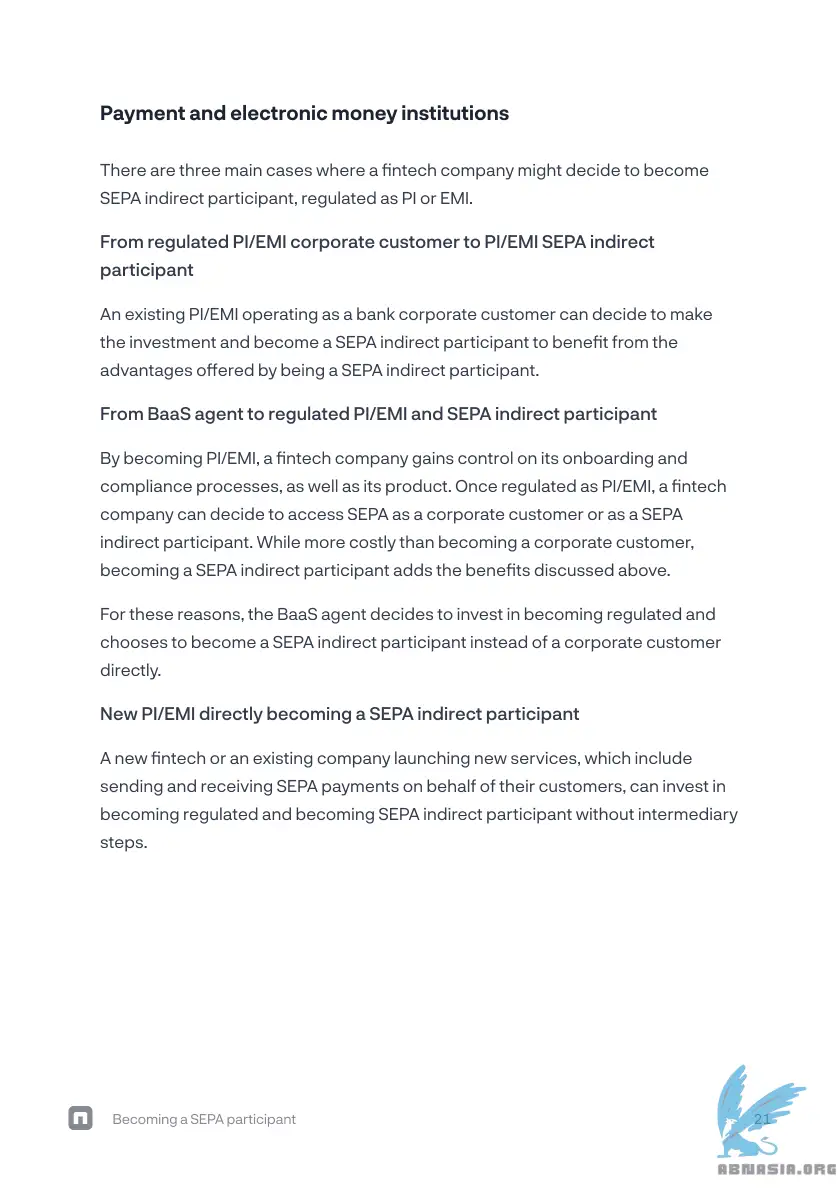 Payment and electronic money institutions
There are three main cases where a fintech company might decide to become
SEPA indirect participant, regulated as PI or EMI.
From regulated PI/EMI corporate customer to PI/EMI SEPA indirect
participant
An existing PI/EMI operating as a bank corporate customer can decide to make
the investment and become a SEPA indirect participant to benefit from the
advantages offered by being a SEPA indirect participant.
From BaaS agent to regulated PI/EMI and SEPA indirect participant
By becoming PI/EMI, a fintech company gains control on its onboarding and
compliance processes, as well as its product. Once regulated as PI/EMI, a fintech
company can decide to access SEPA as a corporate customer or as a SEPA
indirect participant. While more costly than becoming a corporate customer,
becoming a SEPA indirect participant adds the benefits discussed above.
For these reasons, the BaaS agent decides to invest in becoming regulated and
chooses to become a SEPA indirect participant instead of a corporate customer
directly.
New PI/EMI directly becoming a SEPA indirect participant
A new fintech or an existing company launching new services, which include
sending and receiving SEPA payments on behalf of their customers, can invest in
becoming regulated and becoming SEPA indirect participant without intermediary
steps.
Becoming a SEPA participant
21
ABNASIA.ORG